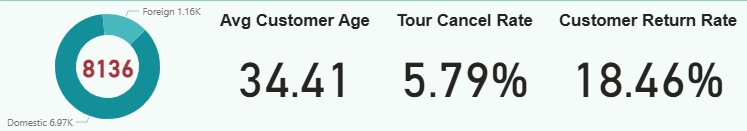 Foreign 1.16K
8136
Domestic 6.97K
Avg Customer Age
34.41
Tour Cancel Rate
5.79%
Customer Return Rate
18.46%